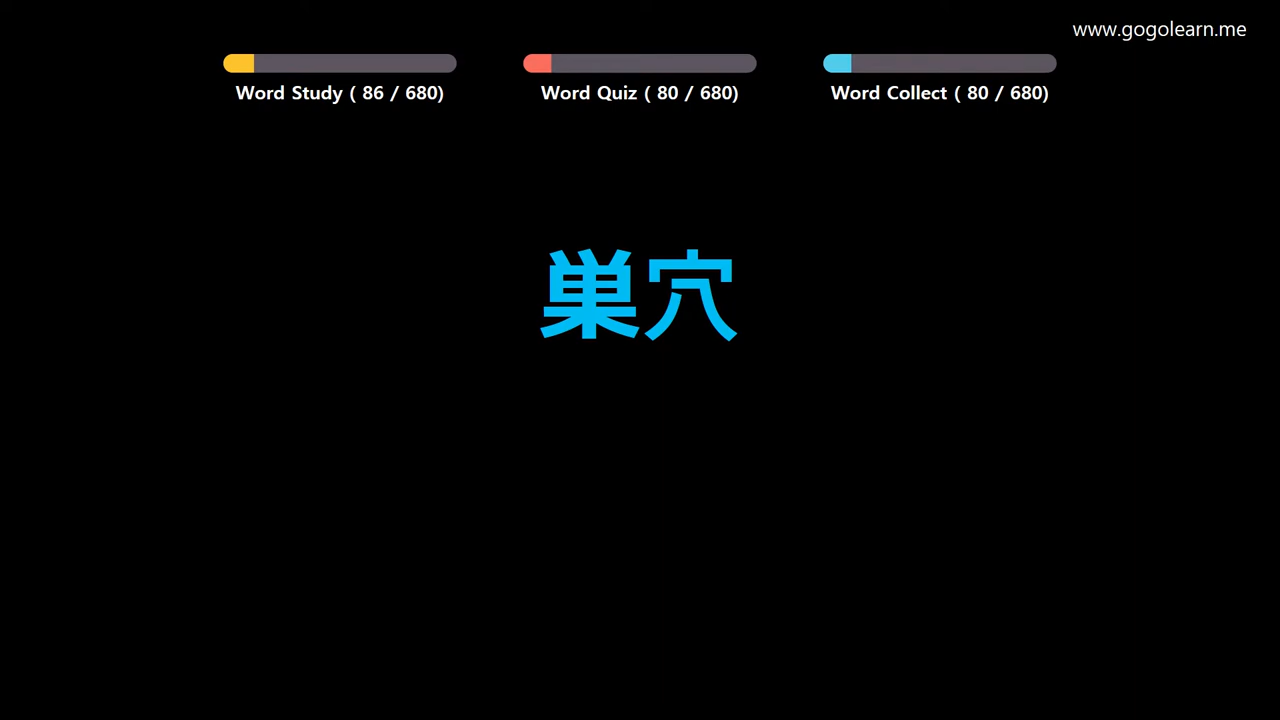 www.gogolearn.me
Word Study ( 86 / 680)
Word Quiz ( 80 / 680)
Word Collect ( 80 / 680)
巣穴